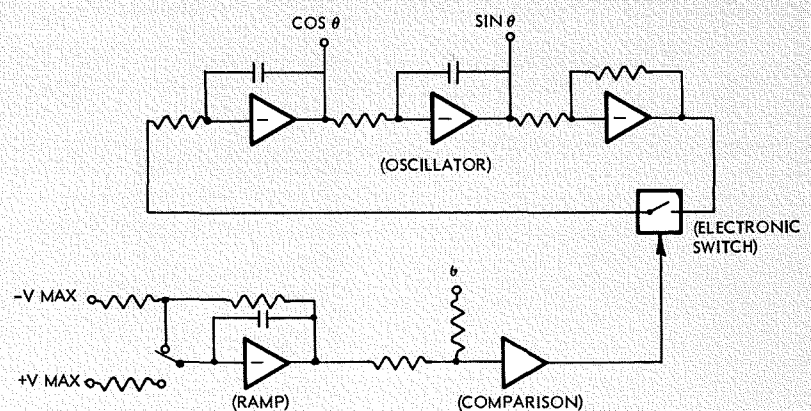 COS θ
SIN θ
(OSCILLATOR)
(ELECTRONIC
SWITCH)
θ
−V MAX
+V MAX
(RAMP)
(COMPARISON)